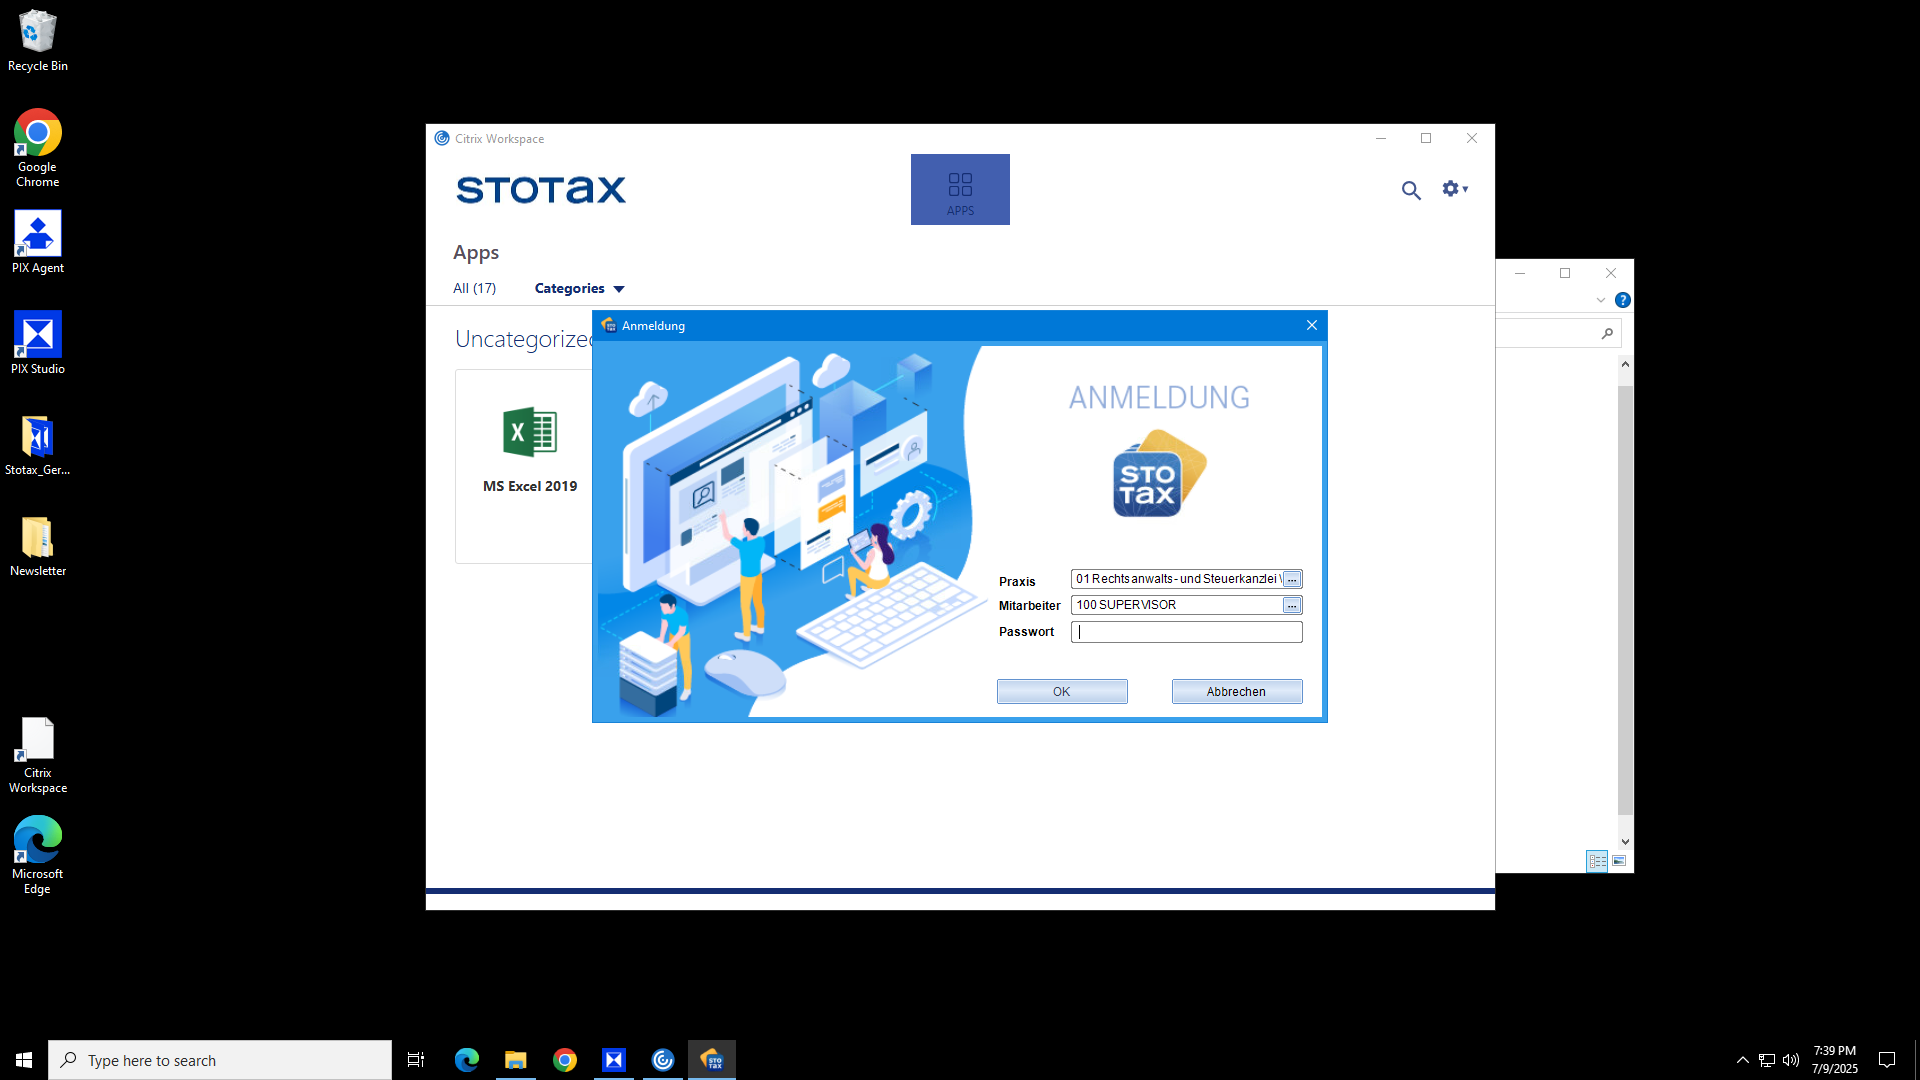 Recycle Bin
Google
Chrome
PIX Agent
PIX Studio
Stotax_Ger...
Newsletter
Citrix
Workspace
Microsoft
Edge
Citrix Workspace
STOTAX
APPS
Apps
All (17)
Categories
Uncategorized
MS Excel 2019
Anmeldung
ANMELDUNG
STO
TAX
Praxis
01 Rechtsanwalts- und Steuerkanzlei
...
Mitarbeiter
100 SUPERVISOR
...
Passwort
OK
Abbrechen
Type here to search
7:39 PM
7/9/2025